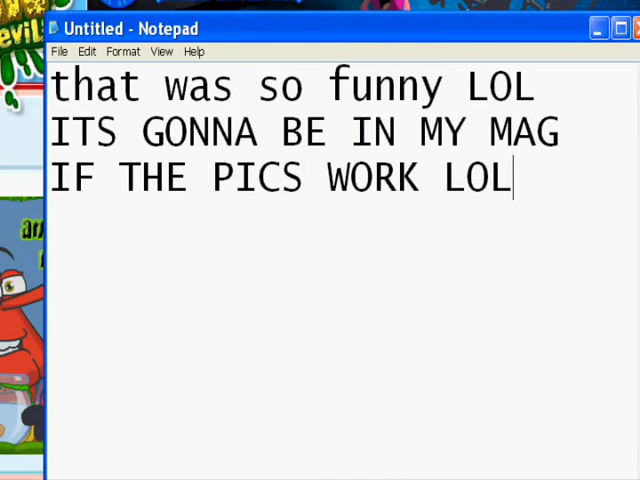 Untitled - Notepad
File Edit Format View Help
that was so funny LOL
ITS GONNA BE IN MY MAG
IF THE PICS WORK LOL